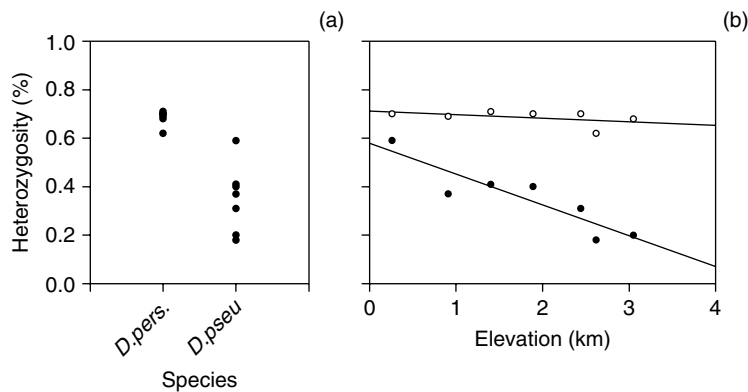 (a)
(b)
Heterozygosity (%)
1.0
0.8
0.6
0.4
0.2
0.0
D.pers.
D.pseu
Species
0 1 2 3 4
Elevation (km)